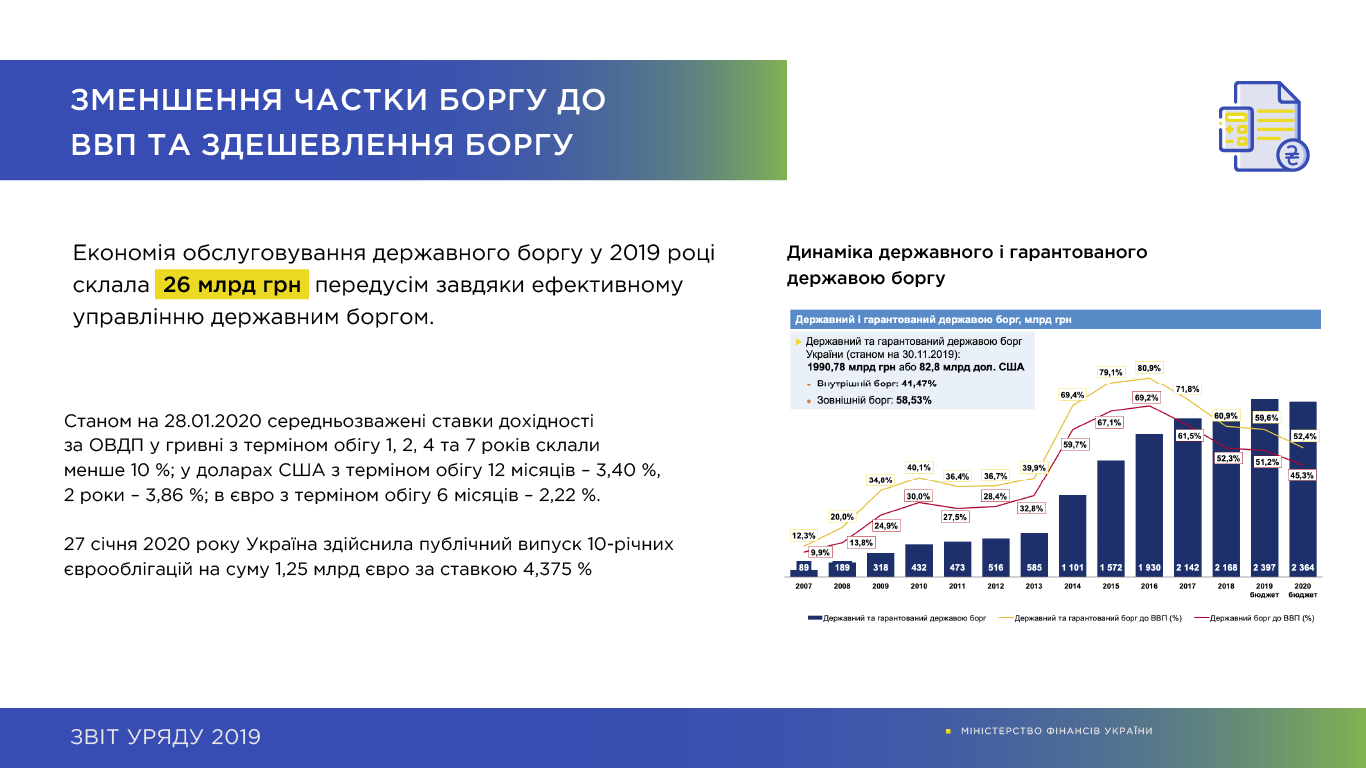 ЗМЕНШЕННЯ ЧАСТКИ БОРГУ ДО
ВВП ТА ЗДЕШЕВЛЕННЯ БОРГУ
Економія обслуговування державного боргу у 2019 році
склала 26 млрд грн передусім завдяки ефективному
управлінню державним боргом.
Станом на 28.01.2020 середньозважені ставки дохідності
за ОВДП у гривні з терміном обігу 1, 2, 4 та 7 років склали
менше 10 %; у доларах США з терміном обігу 12 місяців – 3,40 %,
2 роки – 3,86 %; в євро з терміном обігу 6 місяців – 2,22 %.
27 січня 2020 року Україна здійснила публічний випуск 10-річних
єврооблігацій на суму 1,25 млрд євро за ставкою 4,375 %
Динаміка державного і гарантованого
державою боргу
Державний і гарантований державою борг, млрд грн
Державний та гарантований державою борг
України (станом на 30.11.2019):
1990,78 млрд грн або 82,8 млрд дол. США
- Внутрішній борг: 41,47%
Зовнішній борг: 58,53%
12,3% 20,0% 34,8% 40,1% 36,4% 36,7% 39,9% 69,4% 79,1% 80,9% 71,8% 60,9% 59,6% 52,4%
9,9% 13,8% 24,9% 30,0% 27,5% 28,4% 32,8% 59,7% 67,1% 69,2% 61,5% 52,3% 51,2% 45,3%
89 189 318 432 473 516 585 1 101 1 572 1 930 2 142 2 168 2 397 2 364
2007 2008 2009 2010 2011 2012 2013 2014 2015 2016 2017 2018 2019 2020
бюджет бюджет
Державний та гарантований державою борг Державний та гарантований борг до ВВП (%) Державний борг до ВВП (%)
ЗВІТ УРЯДУ 2019
МІНІСТЕРСТВО ФІНАНСІВ УКРАЇНИ